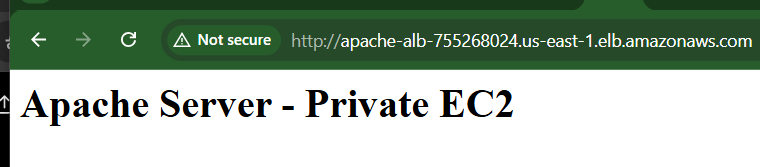 Not secure http://apache-alb-755268024.us-east-1.elb.amazonaws.com
Apache Server - Private EC2